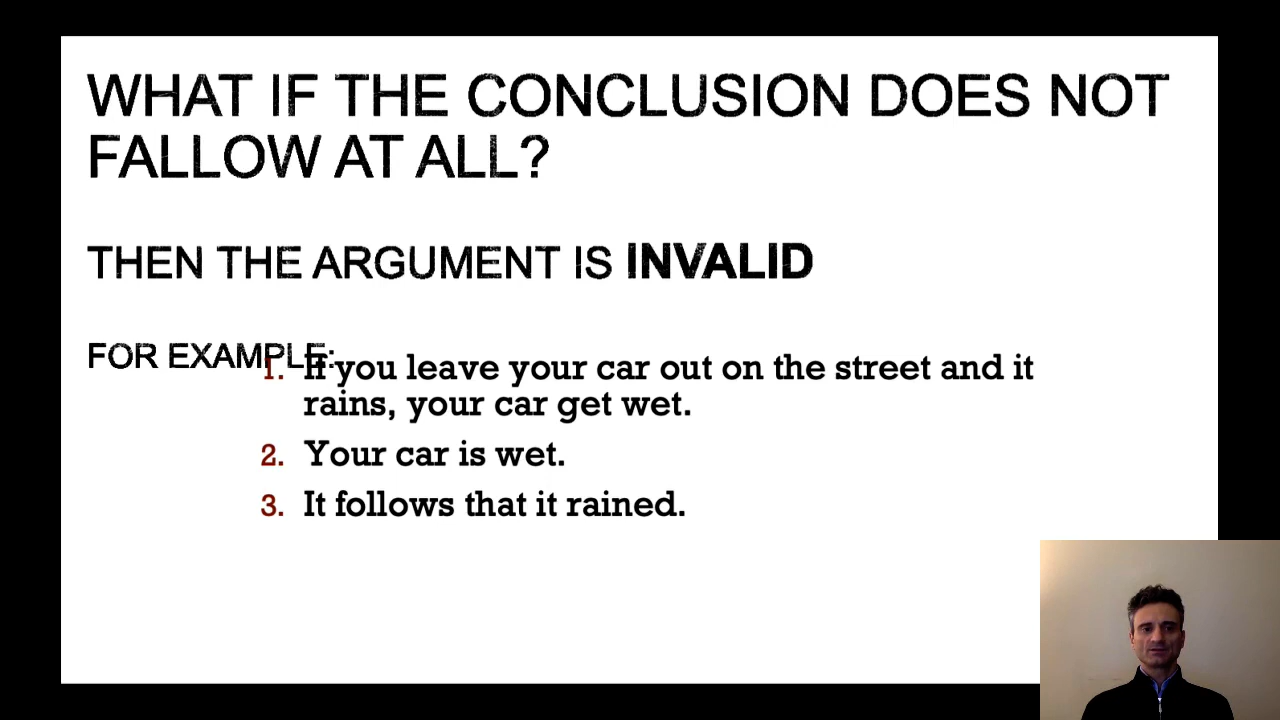 WHAT IF THE CONCLUSION DOES NOT
FALLOW AT ALL?
THEN THE ARGUMENT IS INVALID
FOR EXAMPLE:
1. If you leave your car out on the street and it
rains, your car get wet.
2. Your car is wet.
3. It follows that it rained.